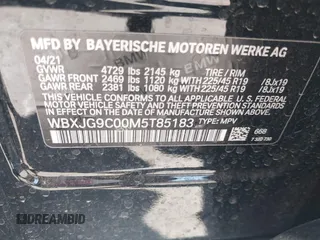 MFD BY BAYERISCHE MOTOREN WERKE AG
04/21
GVWR 4729 lbs 2145 kg TIRE / RIM
GAWR FRONT 2469 lbs 1120 kg WITH 225/45 R19 /8Jx19
GAWR REAR 2381 lbs 1080 kg WITH 225/45 R19 /8Jx19
THIS VEHICLE CONFORMS TO ALL APPLICABLE FEDERAL
MOTOR VEHICLE SAFETY, BUMPER AND THEFT
PREVENTION STANDARDS IN EFFECT ON THE DATE OF
MANUFACTURE SHOWN ABOVE.
WBXJG9C00M5T85183 TYPE: MPV
668
DREAMBID